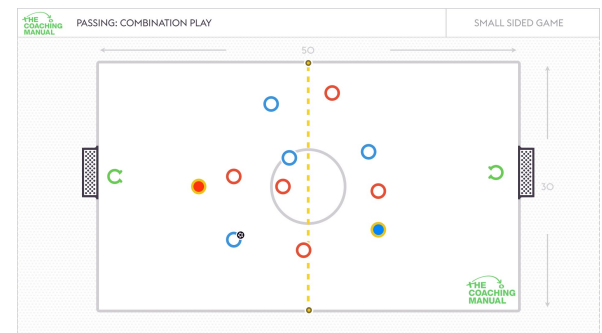 THE
COACHING
MANUAL
PASSING: COMBINATION PLAY
SMALL SIDED GAME
50
30
THE
COACHING
MANUAL